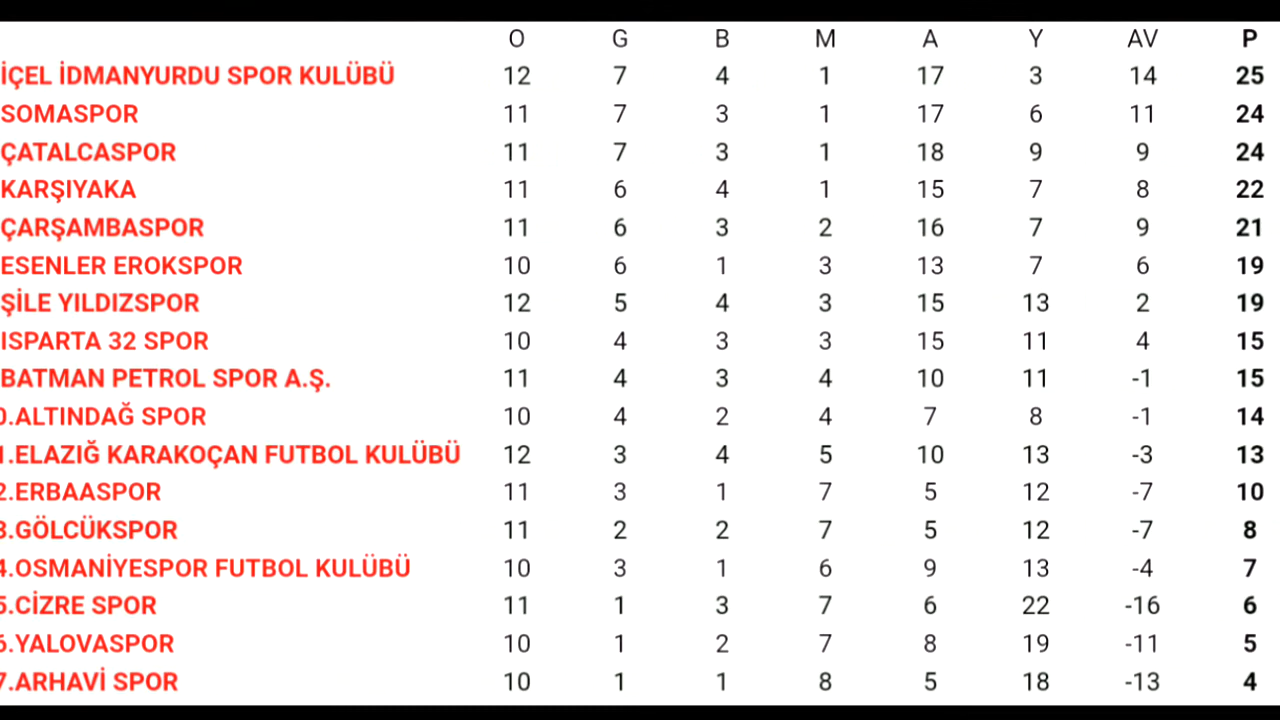 O G B M A Y AV P
İÇEL İDMANYURDU SPOR KULÜBÜ 12 7 4 1 17 3 14 25
SOMASPOR 11 7 3 1 17 6 11 24
ÇATALCASPOR 11 7 3 1 18 9 9 24
KARŞIYAKA 11 6 4 1 15 7 8 22
ÇARŞAMBASPOR 11 6 3 2 16 7 9 21
ESENLER EROKSPOR 10 6 1 3 13 7 6 19
ŞİLE YILDIZSPOR 12 5 4 3 15 13 2 19
ISPARTA 32 SPOR 10 4 3 3 15 11 4 15
BATMAN PETROL SPOR A.Ş. 11 4 3 4 10 11 -1 15
0.ALTINDAĞ SPOR 10 4 2 4 7 8 -1 14
1.ELAZIĞ KARAKOÇAN FUTBOL KULÜBÜ 12 3 4 5 10 13 -3 13
2.ERBAASPOR 11 3 1 7 5 12 -7 10
3.GÖLCÜKSPOR 11 2 2 7 5 12 -7 8
4.OSMANİYESPOR FUTBOL KULÜBÜ 10 3 1 6 9 13 -4 7
5.CİZRE SPOR 11 1 3 7 6 22 -16 6
6.YALOVASPOR 10 1 2 7 8 19 -11 5
7.ARHAVİ SPOR 10 1 1 8 5 18 -13 4